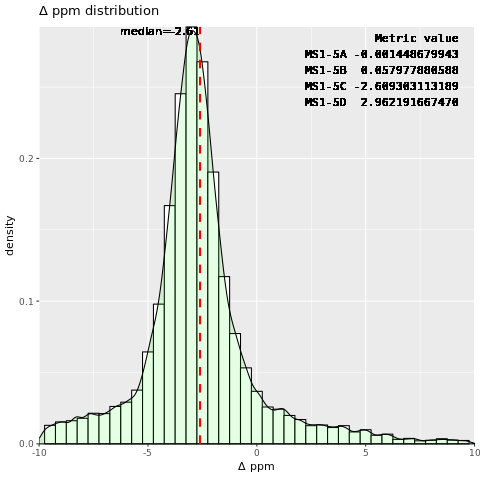 Δ ppm distribution
median=-2.61
Metric value
MS1-5A -0.001448679943
MS1-5B 0.057977880588
MS1-5C -2.609303113189
MS1-5D 2.962191667470
0.2
density
0.1
0.0
-10 -5 0 5 10
Δ ppm